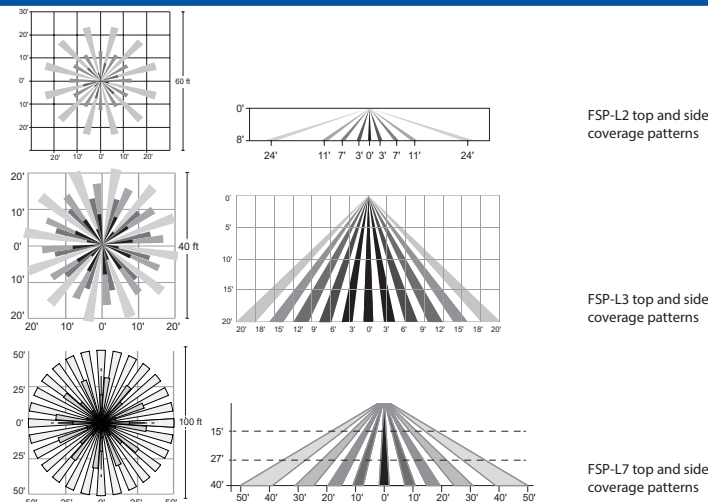 30'
20'
10'
0'
10'
20'
20' 10' 0' 10' 20'
60 ft
0'
8'
24' 11' 7' 3' 0' 3' 7' 11' 24'
FSP-L2 top and side
coverage patterns
20'
10'
0'
10'
20'
20' 10' 0' 10' 20'
40 ft
0'
5'
10'
15'
20'
20' 18' 15' 12' 9' 6' 3' 0' 3' 6' 9' 12' 15' 18' 20'
FSP-L3 top and side
coverage patterns
50'
25'
0'
25'
50'
50' 25' 0' 25' 50'
100 ft
15'
27'
40'
50' 40' 30' 20' 10' 0' 10' 20' 30' 40' 50'
FSP-L7 top and side
coverage patterns